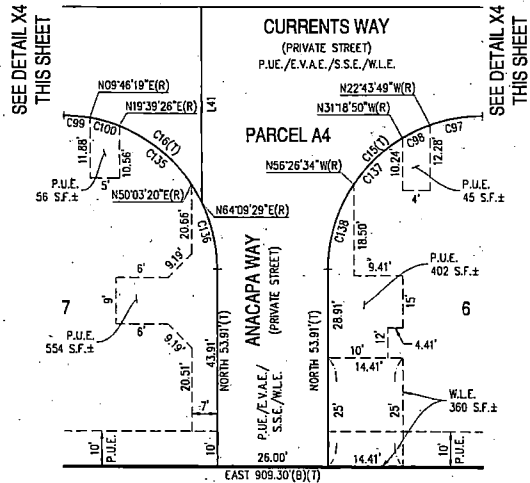 SEE DETAIL X4
THIS SHEET
CURRENTS WAY
(PRIVATE STREET)
P.U.E./E.V.A.E./S.S.E./W.L.E.
SEE DETAIL X4
THIS SHEET
N09°46'19"E(R)
N19°39'26"E(R)
L41
N22°43'49"W(R)
N31°18'50"W(R)
C99
C100
C16(T)
C135
PARCEL A4
C15(T)
C137
C98
C97
11.88'
10.56'
5'
P.U.E.
56 S.F.±
N50°03'20"E(R)
N56°26'34"W(R)
10.24'
12.28'
4'
P.U.E.
45 S.F.±
N64°09'29"E(R)
20.66'
C136
C138
18.50'
9.19'
6'
9'
6'
9.19'
7
P.U.E.
554 S.F.±
ANACAPA WAY
(PRIVATE STREET)
9.41'
P.U.E.
402 S.F.±
15'
6
28.91'
12'
4.41'
10'
14.41'
20.51'
43.91'
NORTH 53.91'(T)
P.U.E./E.V.A.E./
S.S.E./W.L.E.
NORTH 53.91'(T)
25'
25'
W.L.E.
360 S.F.±
7'
10'
P.U.E.
10'
26.00'
14.41'
10'
P.U.E.
EAST 909.30'(B)(T)